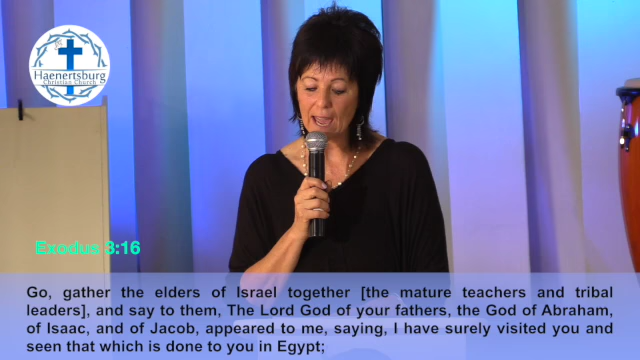 Haenertsburg
Christian Church
Exodus 3:16
Go, gather the elders of Israel together [the mature teachers and tribal
leaders], and say to them, The Lord God of your fathers, the God of Abraham,
of Isaac, and of Jacob, appeared to me, saying, I have surely visited you and
seen that which is done to you in Egypt;